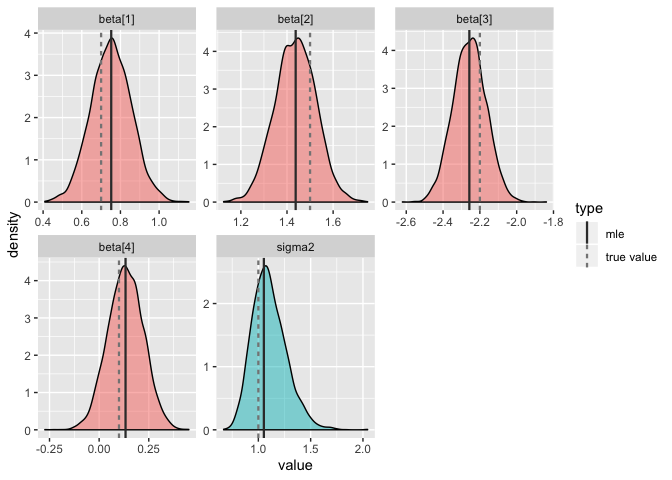 beta[1]
beta[2]
beta[3]
4
3
2
1
0
0.4 0.6 0.8 1.0
4
3
2
1
0
1.2 1.4 1.6
4
3
2
1
0
-2.6 -2.4 -2.2 -2.0 -1.8
density
beta[4]
sigma2
4
3
2
1
0
-0.25 0.00 0.25
2
1
0
1.0 1.5 2.0
value
type
mle
true value